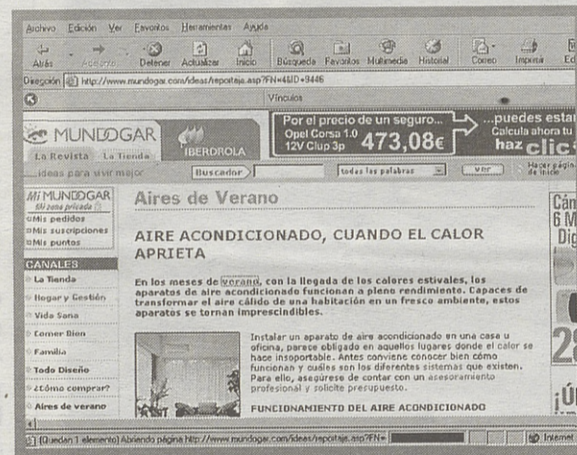 Archivo Edición Ver Favoritos Herramientas Ayuda
Atrás Detener Actualizar Inicio Búsqueda Favoritos Multimedia Historial Correo Imprimir Ed
http://www.mundogar.com/ideas/reportaje.asp?FN=4&ID=9446
Vínculos
MUNDOGAR
La Revista La Tienda
IBERDROLA
Por el precio de un seguro...
Opel Corsa 1.0
12V Club 3p
473,08€
...puedes estar
Calcula ahora tu
haz clic
...ideas para vivir mejor
Buscador
todas las palabras
ver
Hacer página
de inicio
Mi MUNDOGAR
Mi zona privada
Mis pedidos
Mis suscripciones
Mis puntos
CANALES
La Tienda
Hogar y Gestión
Vida Sana
Comer Bien
Familia
Todo Diseño
¿Cómo comprar?
Aires de verano
Aires de Verano
AIRE ACONDICIONADO, CUANDO EL CALOR
APRIETA
En los meses de verano, con la llegada de los calores estivales, los
aparatos de aire acondicionado funcionan a pleno rendimiento. Capaces de
transformar el aire cálido de una habitación en un fresco ambiente, estos
aparatos se tornan imprescindibles.
Instalar un aparato de aire acondicionado en una casa u
oficina, parece obligado en aquellos lugares donde el calor se
hace insoportable. Antes conviene conocer bien cómo
funcionan y cuáles son los diferentes sistemas que existen.
Para ello, asegúrese de contar con un asesoramiento
profesional y solicite presupuesto.
FUNCIONAMIENTO DEL AIRE ACONDICIONADO
Cán
6 M
Dig
28
¡Ú
(Quedan 1 elemento) Abriendo página http://www.mundogar.com/ideas/reportaje.asp?FN=
Internet